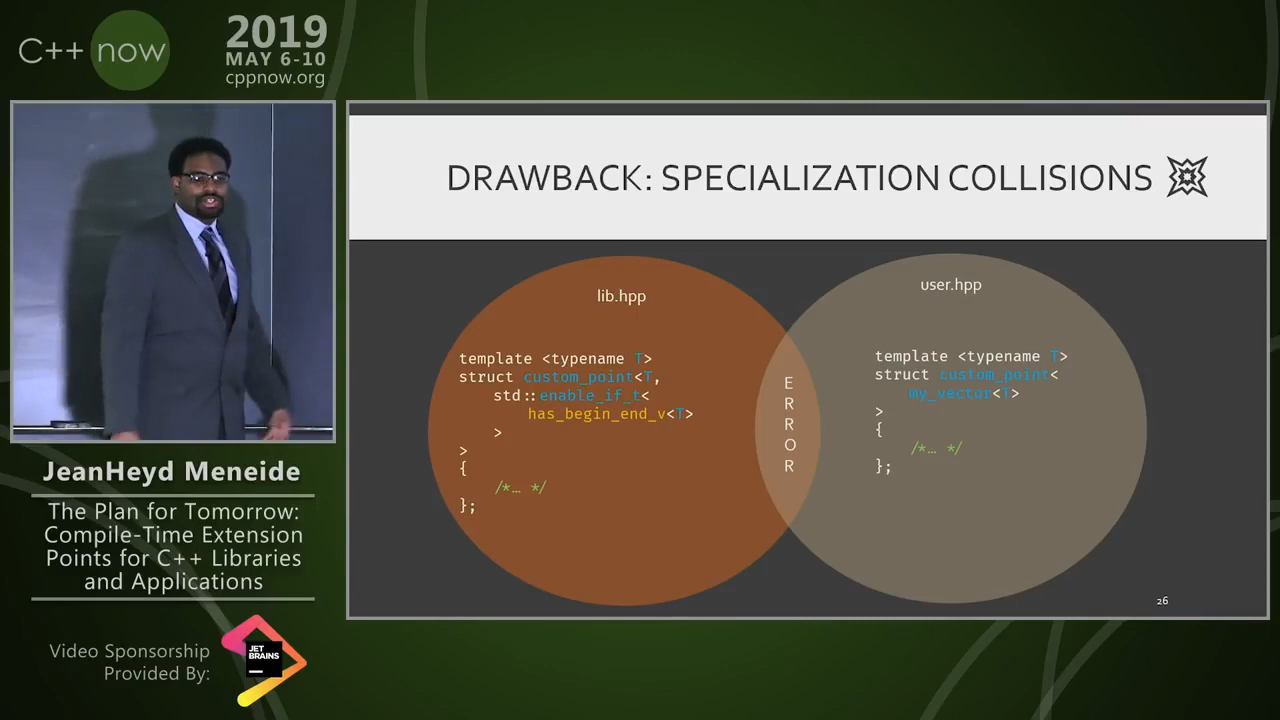 C++ now
2019
MAY 6-10
cppnow.org
DRAWBACK: SPECIALIZATION COLLISIONS
lib.hpp
template <typename T>
struct custom_point<T,
std::enable_if_t<
has_begin_end_v<T>
>
>
{
/*… */
};
E
R
R
O
R
user.hpp
template <typename T>
struct custom_point<
my_vector<T>
>
{
/*… */
};
26
JeanHeyd Meneide
The Plan for Tomorrow:
Compile-Time Extension
Points for C++ Libraries
and Applications
Video Sponsorship
Provided By:
JET
BRAINS